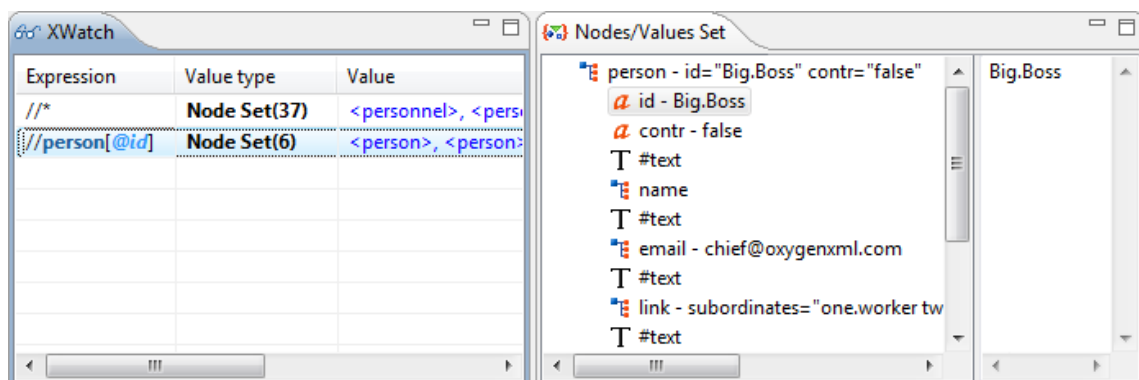 XWatch
Expression Value type Value
//* Node Set(37) <personnel>, <pers
//person[@id] Node Set(6) <person>, <person>
Nodes/Values Set
person - id="Big.Boss" contr="false"
a id - Big.Boss
a contr - false
T #text
name
T #text
email - chief@oxygenxml.com
T #text
link - subordinates="one.worker tw
T #text
Big.Boss